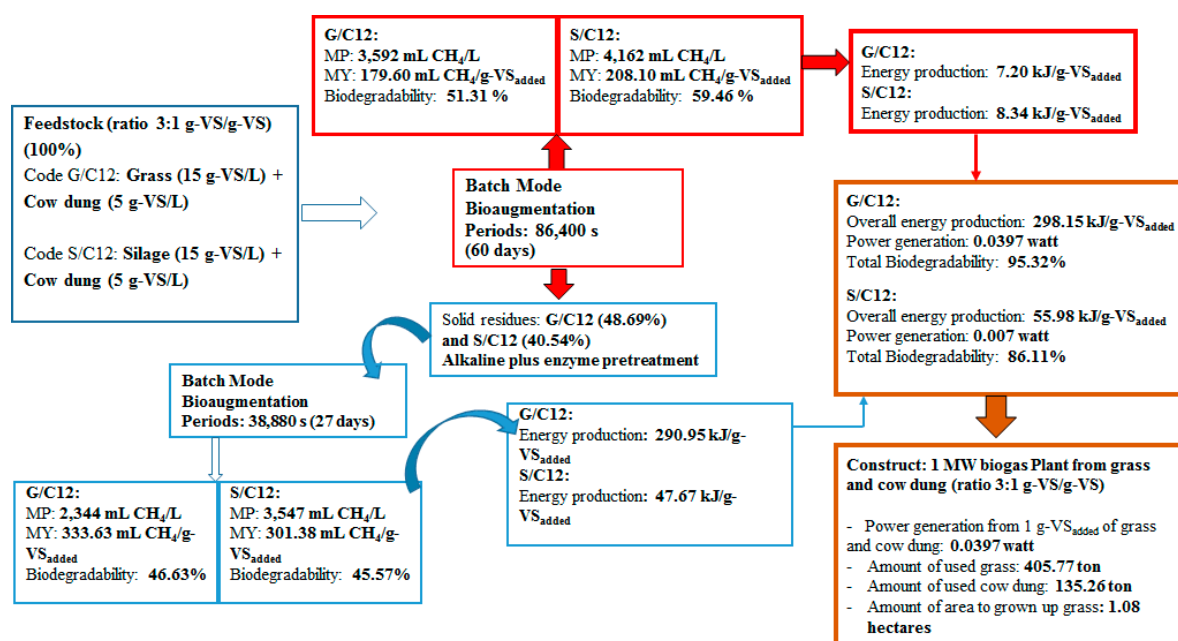 Feedstock (ratio 3:1 g-VS/g-VS)
(100%)
Code G/C12: Grass (15 g-VS/L) +
Cow dung (5 g-VS/L)
Code S/C12: Silage (15 g-VS/L) +
Cow dung (5 g-VS/L)
G/C12:
MP: 3,592 mL CH4/L
MY: 179.60 mL CH4/g-VSadded
Biodegradability: 51.31 %
S/C12:
MP: 4,162 mL CH4/L
MY: 208.10 mL CH4/g-VSadded
Biodegradability: 59.46 %
G/C12:
Energy production: 7.20 kJ/g-VSadded
S/C12:
Energy production: 8.34 kJ/g-VSadded
Batch Mode
Bioaugmentation
Periods: 86,400 s
(60 days)
Solid residues: G/C12 (48.69%)
and S/C12 (40.54%)
Alkaline plus enzyme pretreatment
Batch Mode
Bioaugmentation
Periods: 38,880 s (27 days)
G/C12:
MP: 2,344 mL CH4/L
MY: 333.63 mL CH4/g-
VSadded
Biodegradability: 46.63%
S/C12:
MP: 3,547 mL CH4/L
MY: 301.38 mL CH4/g-
VSadded
Biodegradability: 45.57%
G/C12:
Energy production: 290.95 kJ/g-
VSadded
S/C12:
Energy production: 47.67 kJ/g-
VSadded
G/C12:
Overall energy production: 298.15 kJ/g-VSadded
Power generation: 0.0397 watt
Total Biodegradability: 95.32%
S/C12:
Overall energy production: 55.98 kJ/g-VSadded
Power generation: 0.007 watt
Total Biodegradability: 86.11%
Construct: 1 MW biogas Plant from grass
and cow dung (ratio 3:1 g-VS/g-VS)
- Power generation from 1 g-VSadded of grass
and cow dung: 0.0397 watt
- Amount of used grass: 405.77 ton
- Amount of used cow dung: 135.26 ton
- Amount of area to grown up grass: 1.08
hectares